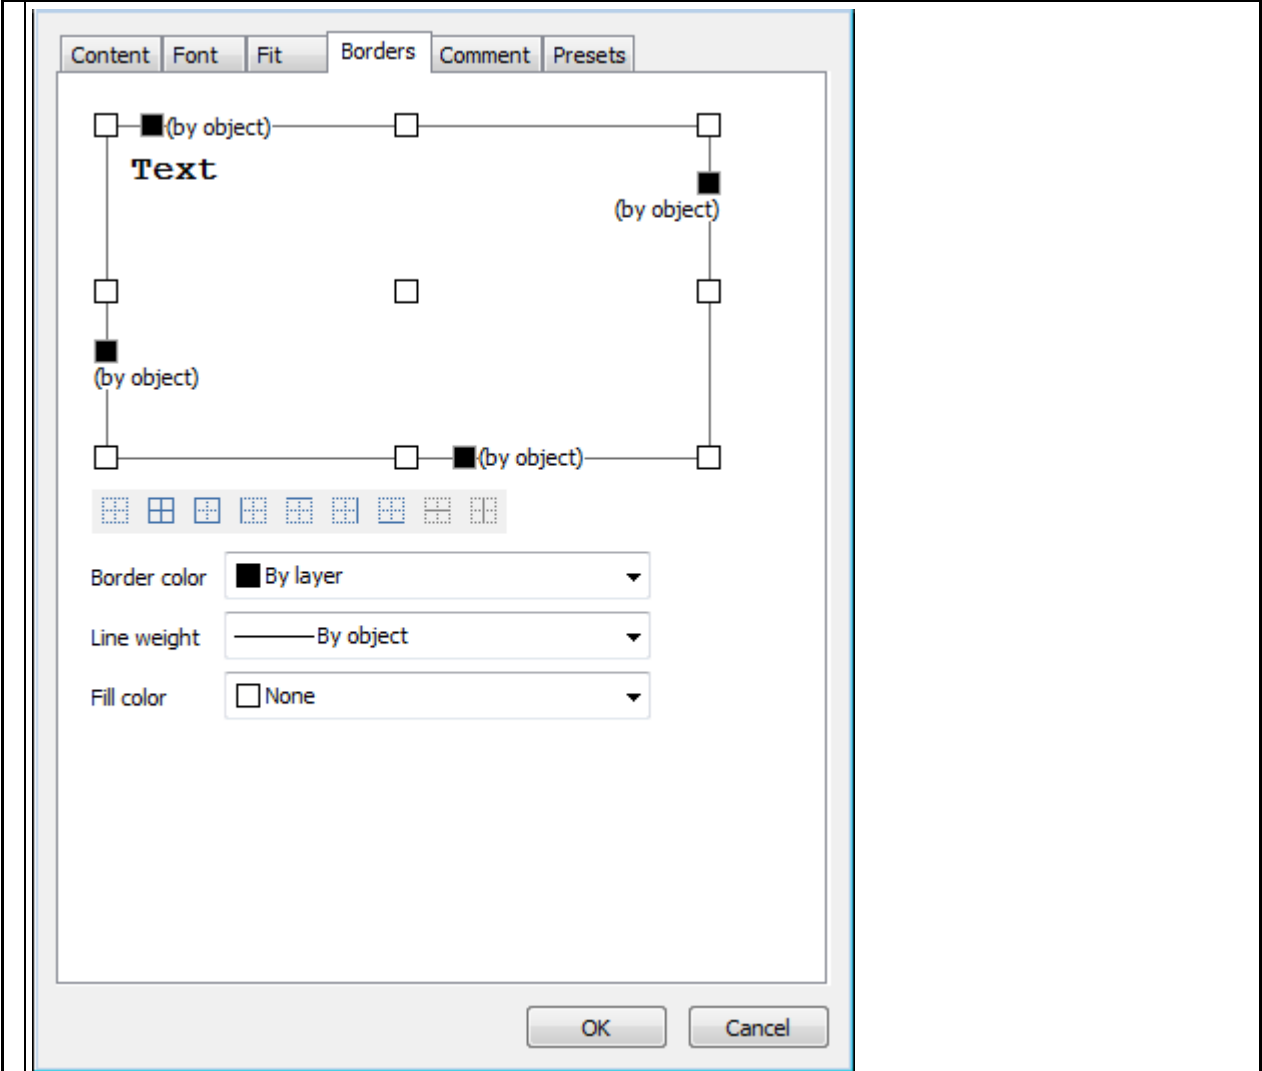 Content Font Fit Borders Comment Presets
(by object)
Text
(by object)
(by object)
(by object)
Border color By layer
Line weight By object
Fill color None
OK Cancel